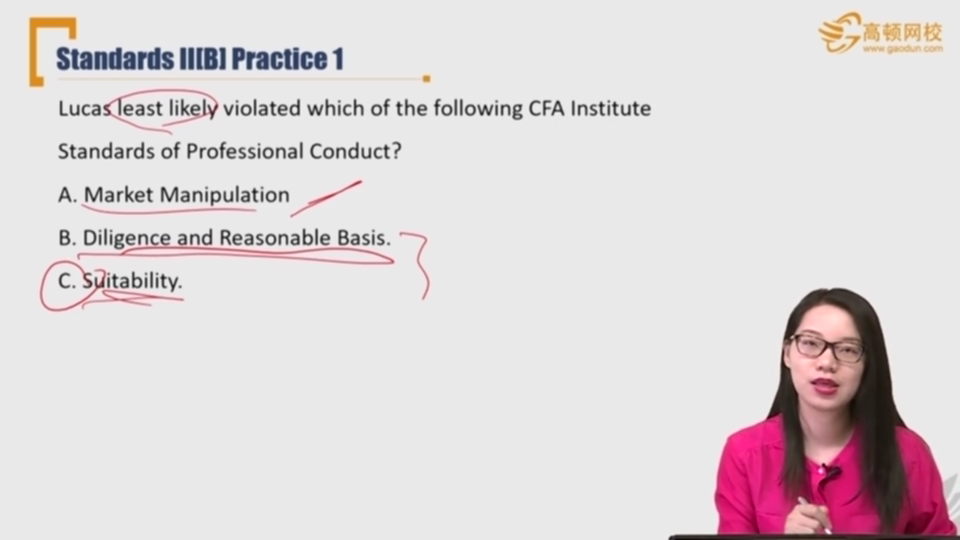 Standards II[B] Practice 1
高顿网校
www.gaodun.com
Lucas least likely violated which of the following CFA Institute
Standards of Professional Conduct?
A. Market Manipulation
B. Diligence and Reasonable Basis.
C. Suitability.